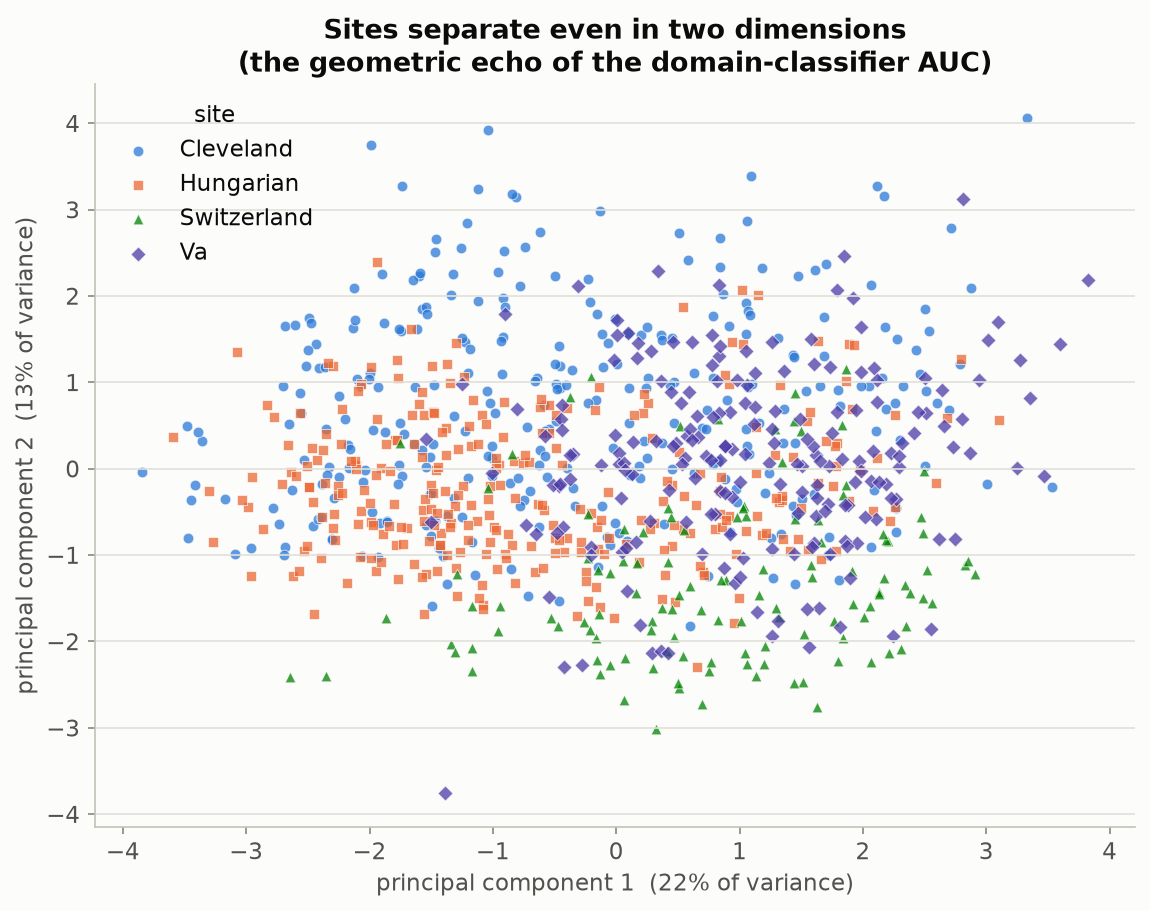 Sites separate even in two dimensions
(the geometric echo of the domain-classifier AUC)
site
Cleveland
Hungarian
Switzerland
Va
4
3
2
1
0
−1
−2
−3
−4
principal component 2  (13% of variance)
−4 −3 −2 −1 0 1 2 3 4
principal component 1  (22% of variance)